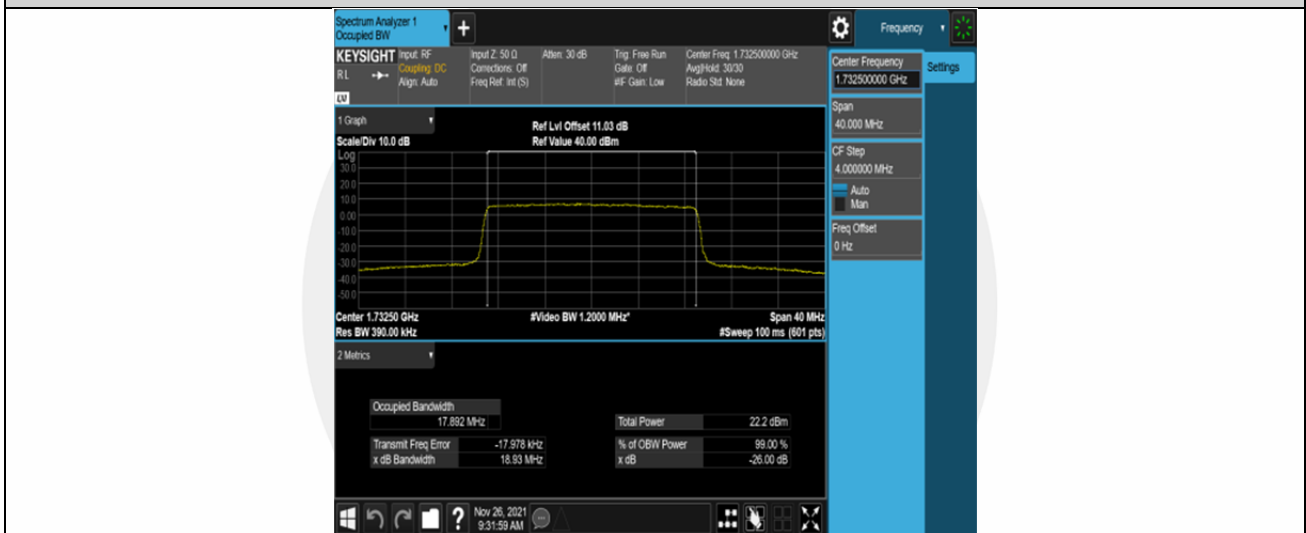 Spectrum Analyzer 1
Occupied BW
Frequency
KEYSIGHT Input: RF Input Z: 50 Ω Atten: 30 dB Trig: Free Run Center Freq: 1.732500000 GHz
RL Coupling: DC Corrections: Off Gate: Off Avg|Hold: 30/30
Align: Auto Freq Ref: Int (S) #IF Gain: Low Radio Std: None
LV
Center Frequency
1.732500000 GHz
Settings
Span
40.000 MHz
CF Step
4.000000 MHz
Auto
Man
Freq Offset
0 Hz
1 Graph
Ref Lvl Offset 11.03 dB
Scale/Div 10.0 dB Ref Value 40.00 dBm
Log
30.0
20.0
10.0
0.00
-10.0
-20.0
-30.0
-40.0
-50.0
Center 1.73250 GHz #Video BW 1.2000 MHz* Span 40 MHz
Res BW 390.00 kHz #Sweep 100 ms (601 pts)
2 Metrics
Occupied Bandwidth
17.892 MHz Total Power 22.2 dBm
Transmit Freq Error -17.978 kHz % of OBW Power 99.00 %
x dB Bandwidth 18.93 MHz x dB -26.00 dB
? Nov 26, 2021
9:31:59 AM